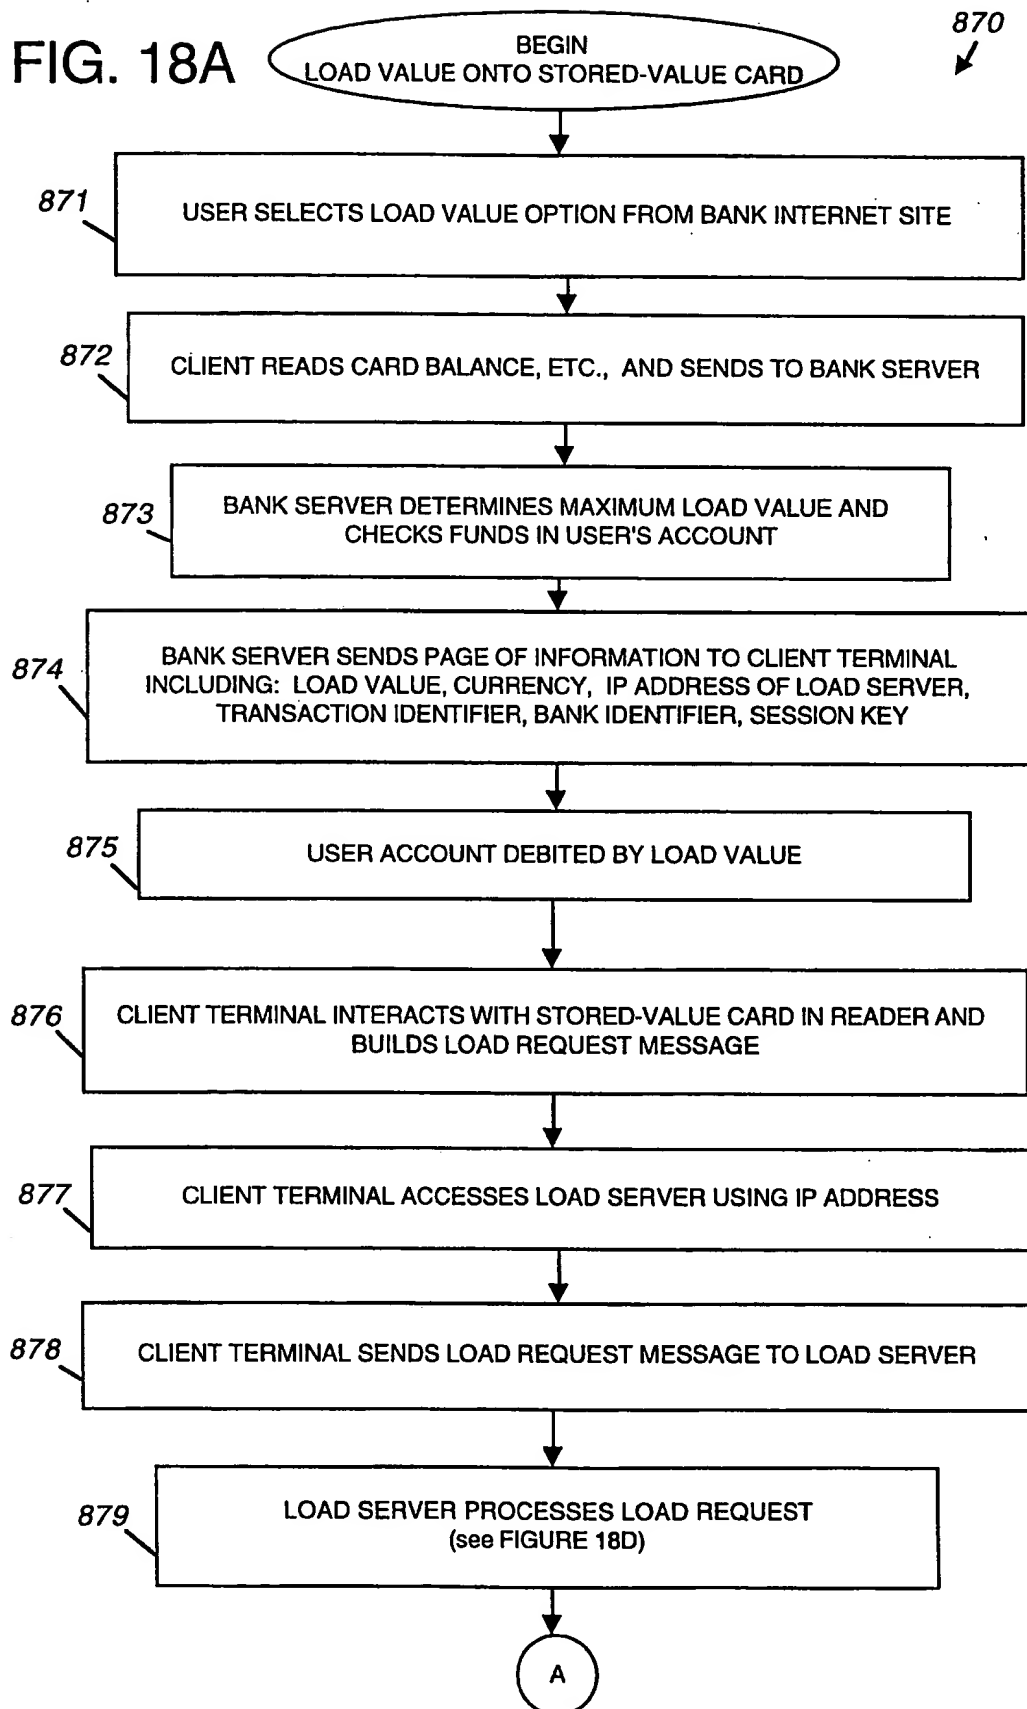 FIG. 18A
870
BEGIN
LOAD VALUE ONTO STORED-VALUE CARD
871
USER SELECTS LOAD VALUE OPTION FROM BANK INTERNET SITE
872
CLIENT READS CARD BALANCE, ETC., AND SENDS TO BANK SERVER
873
BANK SERVER DETERMINES MAXIMUM LOAD VALUE AND
CHECKS FUNDS IN USER'S ACCOUNT
874
BANK SERVER SENDS PAGE OF INFORMATION TO CLIENT TERMINAL
INCLUDING: LOAD VALUE, CURRENCY, IP ADDRESS OF LOAD SERVER,
TRANSACTION IDENTIFIER, BANK IDENTIFIER, SESSION KEY
875
USER ACCOUNT DEBITED BY LOAD VALUE
876
CLIENT TERMINAL INTERACTS WITH STORED-VALUE CARD IN READER AND
BUILDS LOAD REQUEST MESSAGE
877
CLIENT TERMINAL ACCESSES LOAD SERVER USING IP ADDRESS
878
CLIENT TERMINAL SENDS LOAD REQUEST MESSAGE TO LOAD SERVER
879
LOAD SERVER PROCESSES LOAD REQUEST
(see FIGURE 18D)
A